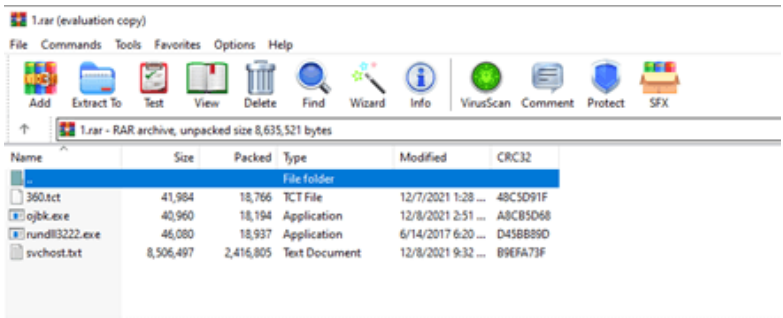 1.rar (evaluation copy)
File Commands Tools Favorites Options Help
Add Extract To Test View Delete Find Wizard Info VirusScan Comment Protect SFX
1.rar - RAR archive, unpacked size 8,635,521 bytes
Name Size Packed Type Modified CRC32
.. File folder
360.tct 41,984 18,766 TCT File 12/7/2021 1:28 ... 48C5D91F
ojbk.exe 40,960 18,194 Application 12/8/2021 2:51 ... A8CB5D68
rundll3222.exe 46,080 18,937 Application 6/14/2017 6:20 ... D45BB89D
svchost.txt 8,506,497 2,416,805 Text Document 12/8/2021 9:32 ... B9EFA73F